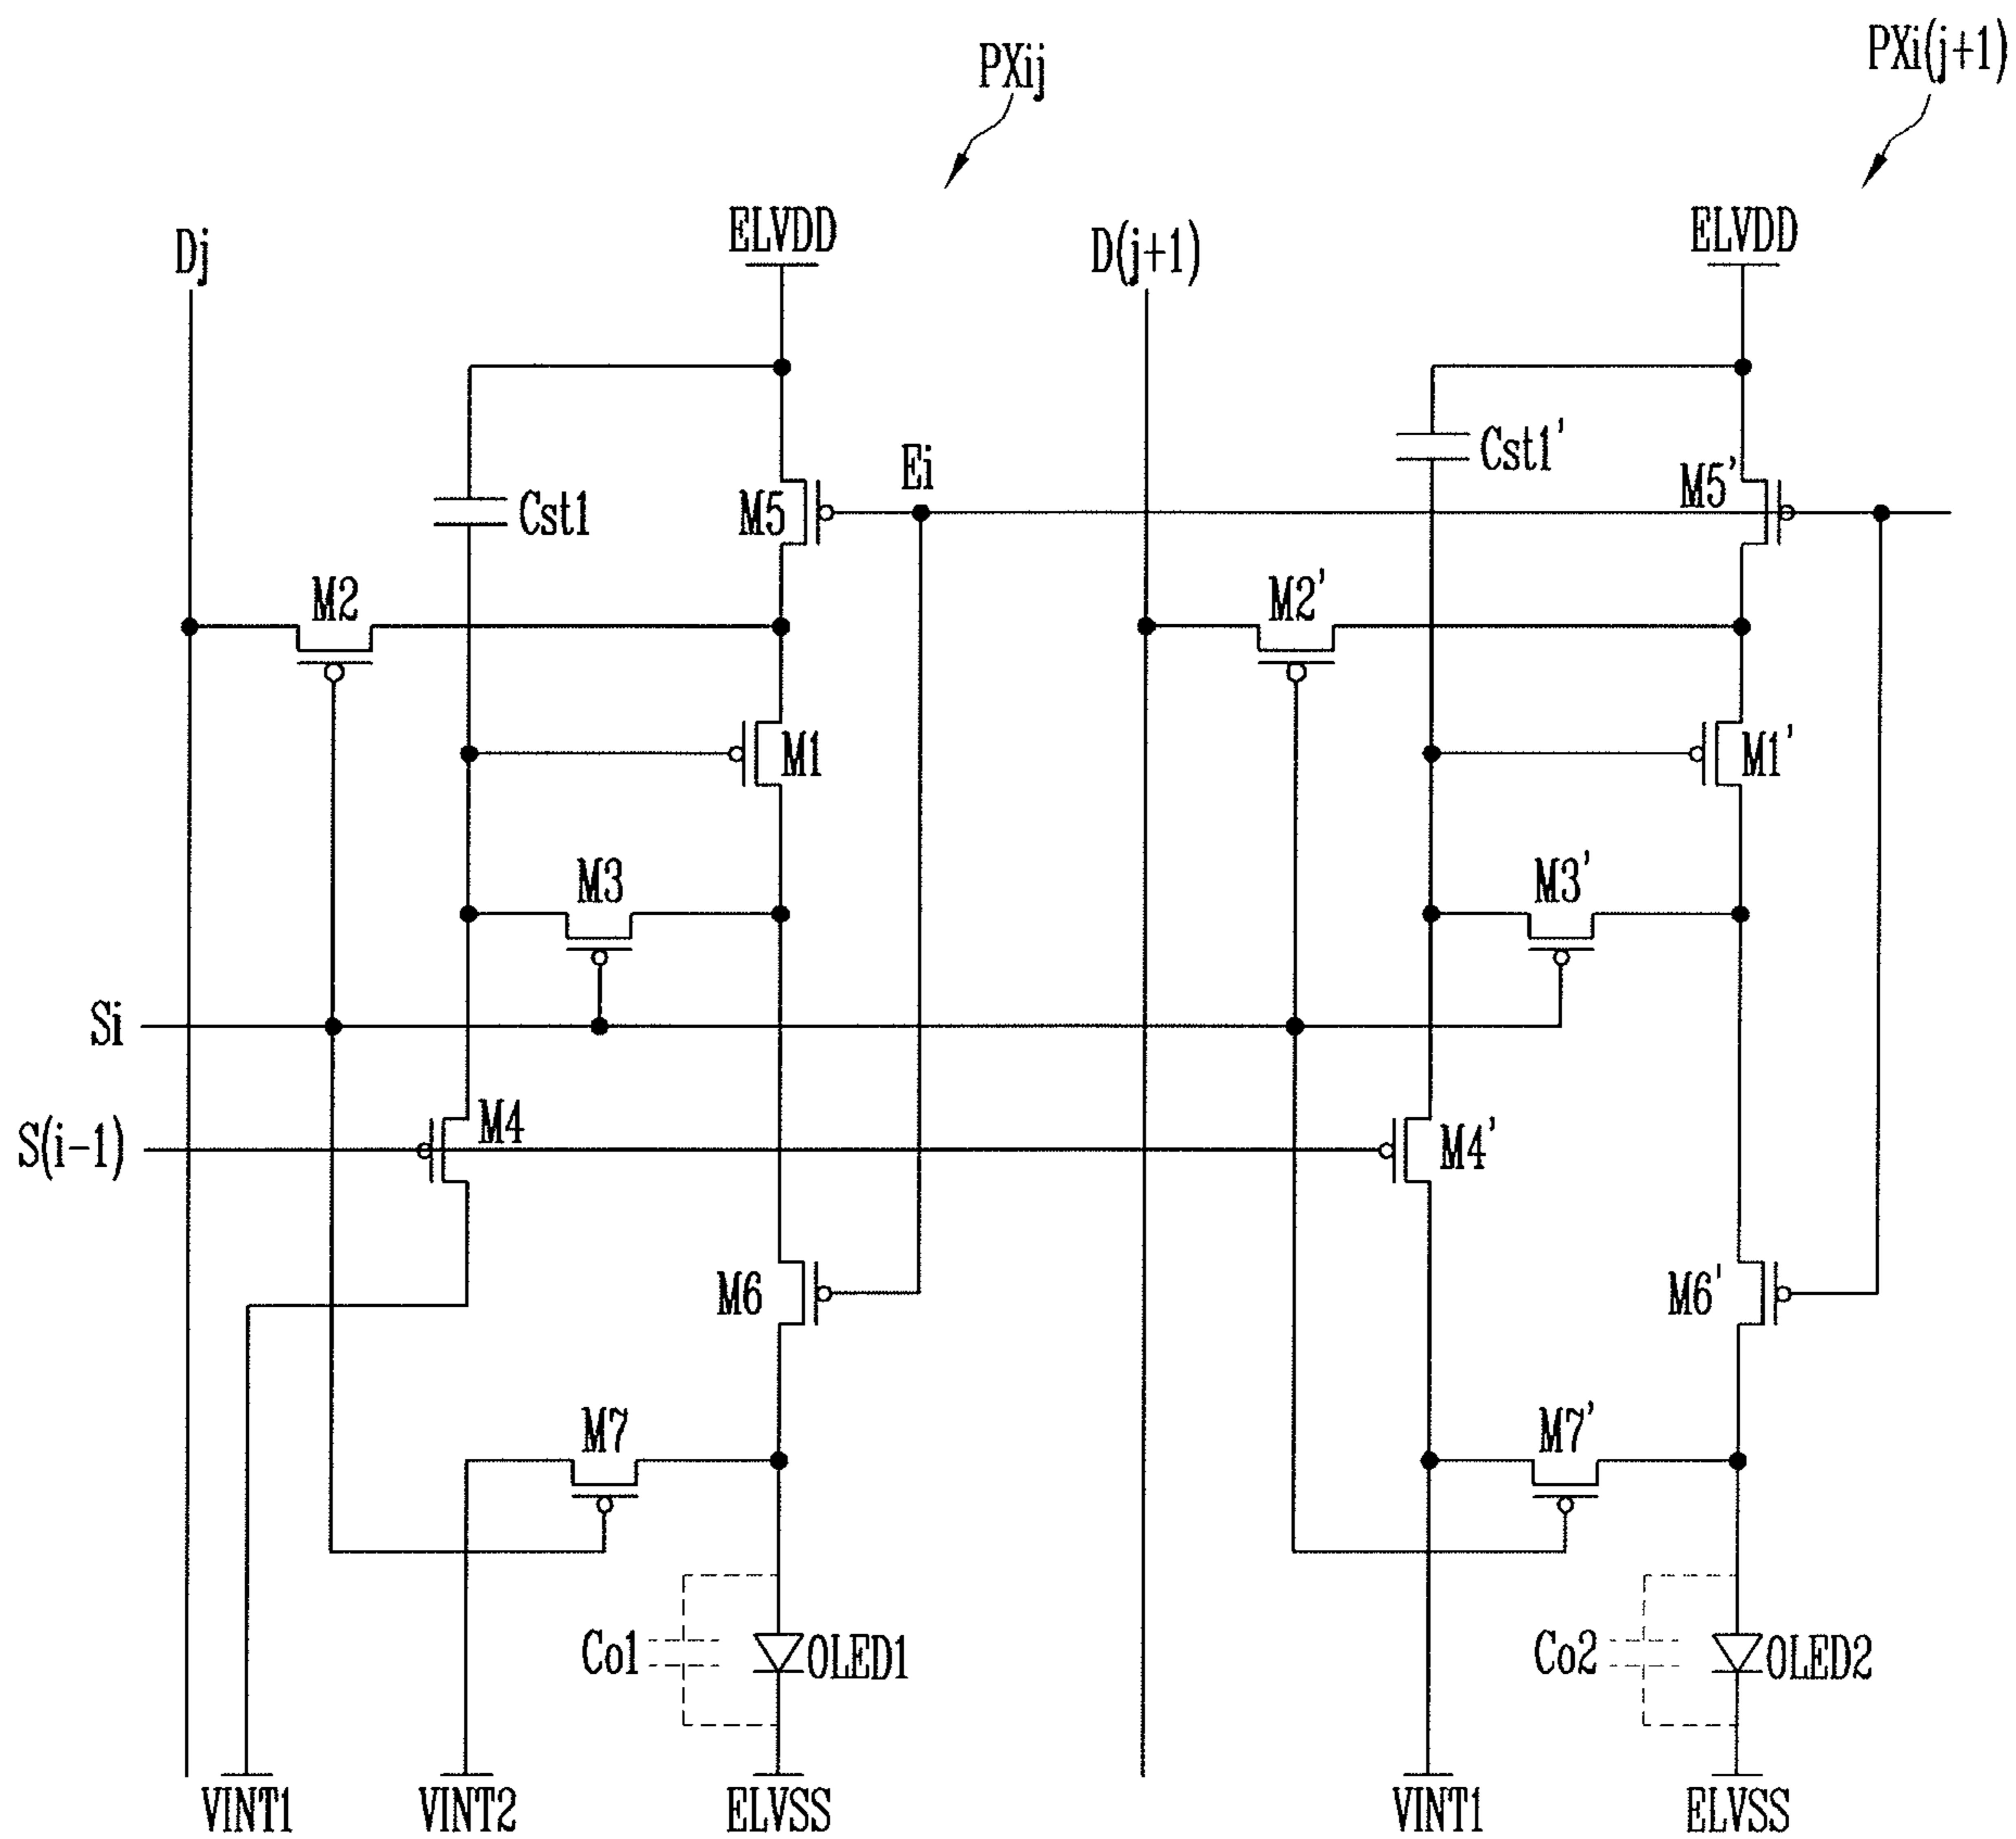 PXij
PXi(j+1)
Dj
ELVDD
D(j+1)
ELVDD
Cst1
M5
Ei
Cst1'
M5'
M2
M2'
M1
M1'
M3
M3'
Si
S(i-1)
M4
M4'
M6
M6'
M7
M7'
Co1
OLED1
Co2
OLED2
VINT1
VINT2
ELVSS
VINT1
ELVSS